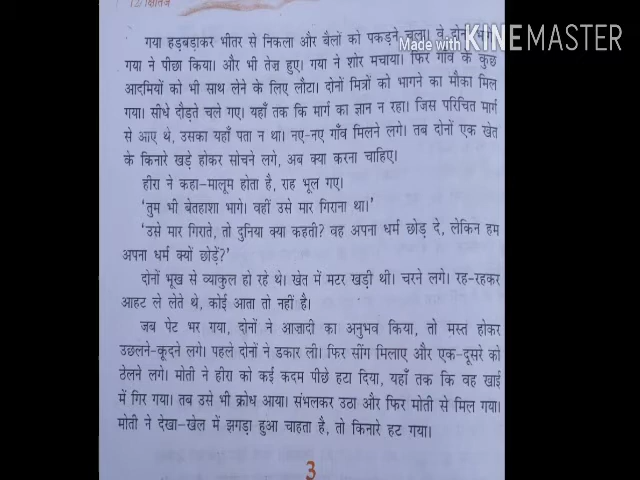 12/क्षितिज
Made with KINEMASTER
गया हड़बड़ाकर भीतर से निकला और बैलों को पकड़ने चला। वे दोनों
गया ने पीछा किया। और भी तेज़ हुए। गया ने शोर मचाया। फिर गाँव के कुछ
आदमियों को भी साथ लेने के लिए लौटा। दोनों मित्रों को भागने का मौका मिल
गया। सीधे दौड़ते चले गए। यहाँ तक कि मार्ग का ज्ञान न रहा। जिस परिचित मार्ग
से आए थे, उसका यहाँ पता न था। नए-नए गाँव मिलने लगे। तब दोनों एक खेत
के किनारे खड़े होकर सोचने लगे, अब क्या करना चाहिए।
हीरा ने कहा–मालूम होता है, राह भूल गए।
‘तुम भी बेतहाशा भागे। वहीं उसे मार गिराना था।’
‘उसे मार गिराते, तो दुनिया क्या कहती? वह अपना धर्म छोड़ दे, लेकिन हम
अपना धर्म क्यों छोड़ें?’
दोनों भूख से व्याकुल हो रहे थे। खेत में मटर खड़ी थी। चरने लगे। रह-रहकर
आहट ले लेते थे, कोई आता तो नहीं है।
जब पेट भर गया, दोनों ने आज़ादी का अनुभव किया, तो मस्त होकर
उछलने-कूदने लगे। पहले दोनों ने डकार ली। फिर सींग मिलाए और एक-दूसरे को
ठेलने लगे। मोती ने हीरा को कई कदम पीछे हटा दिया, यहाँ तक कि वह खाई
में गिर गया। तब उसे भी क्रोध आया। संभलकर उठा और फिर मोती से मिल गया।
मोती ने देखा–खेल में झगड़ा हुआ चाहता है, तो किनारे हट गया।
3